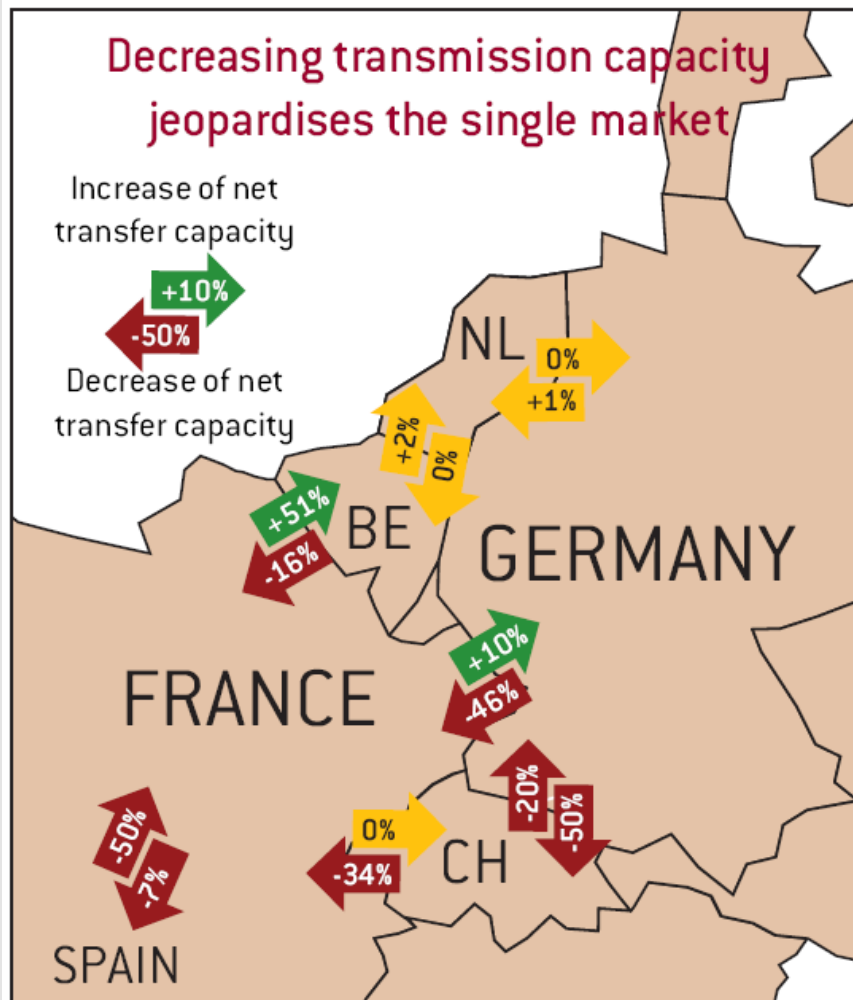 Decreasing transmission capacity
jeopardises the single market
Increase of net
transfer capacity
+10%
-50%
Decrease of net
transfer capacity
NL
0%
+1%
+2%
0%
+51%
-16%
BE
GERMANY
+10%
-46%
FRANCE
-20%
-50%
-50%
-7%
0%
-34%
CH
SPAIN